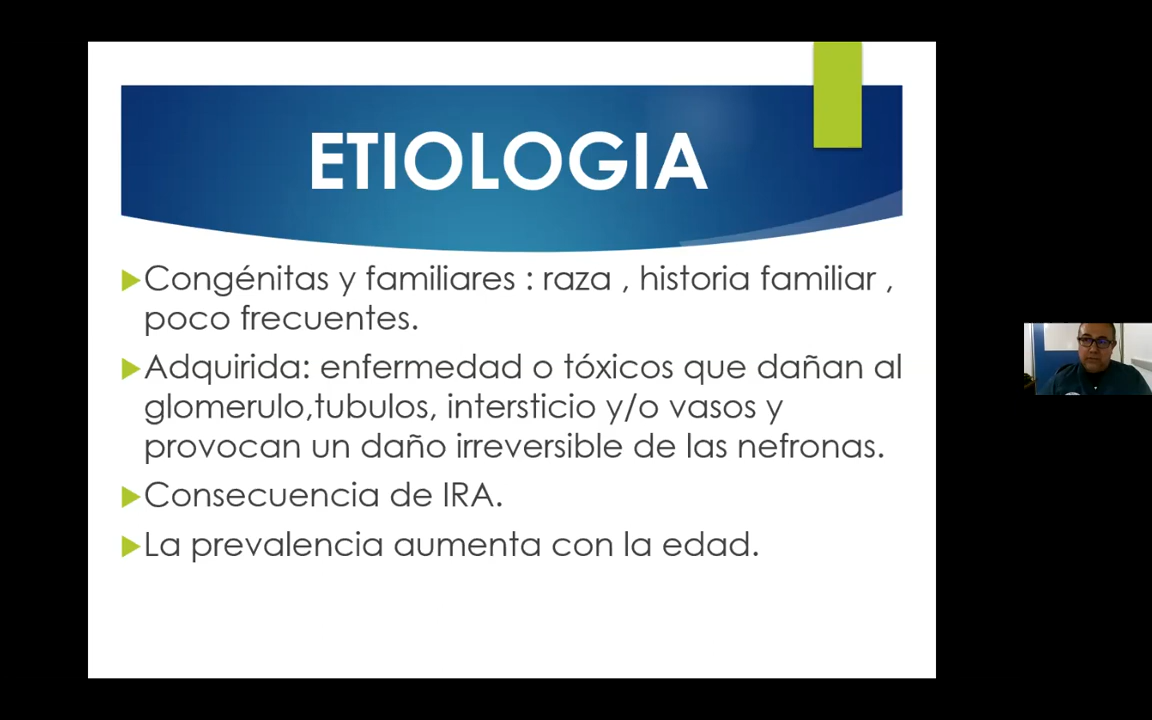 ETIOLOGIA
Congénitas y familiares : raza , historia familiar ,
poco frecuentes.
Adquirida: enfermedad o tóxicos que dañan al
glomerulo,tubulos, intersticio y/o vasos y
provocan un daño irreversible de las nefronas.
Consecuencia de IRA.
La prevalencia aumenta con la edad.